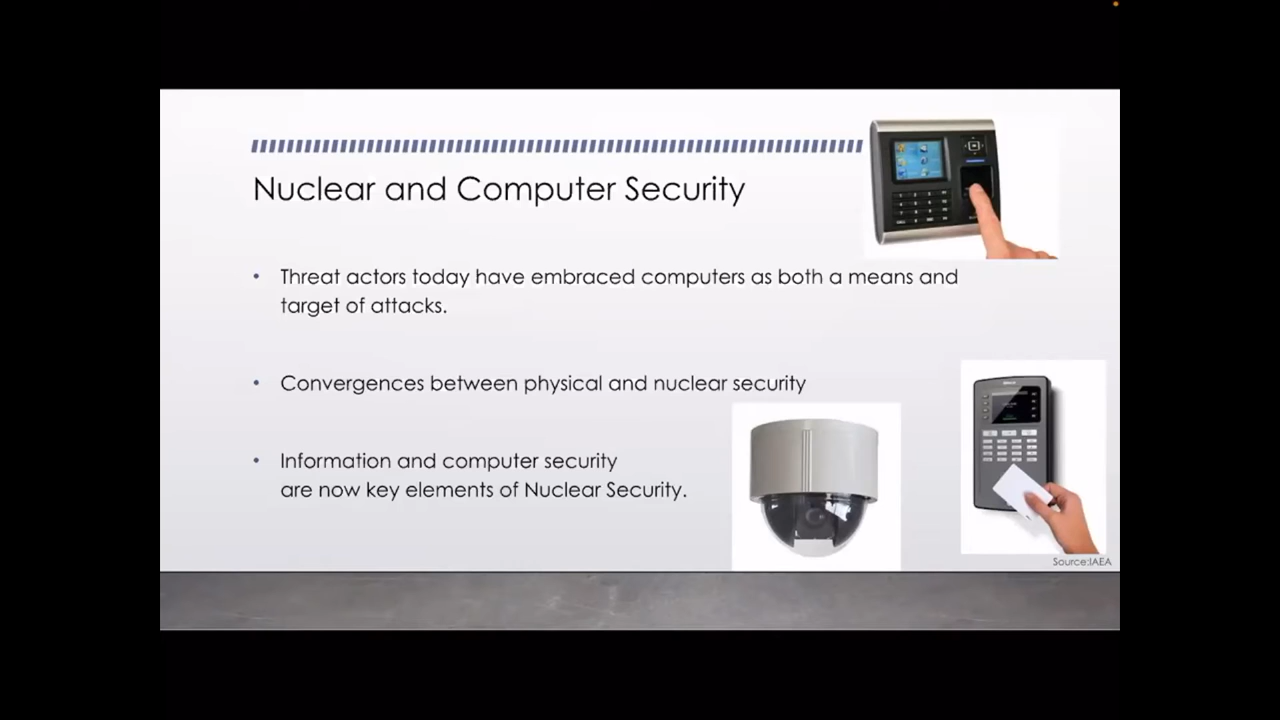 Nuclear and Computer Security
• Threat actors today have embraced computers as both a means and
target of attacks.
• Convergences between physical and nuclear security
• Information and computer security
are now key elements of Nuclear Security.
Source:IAEA